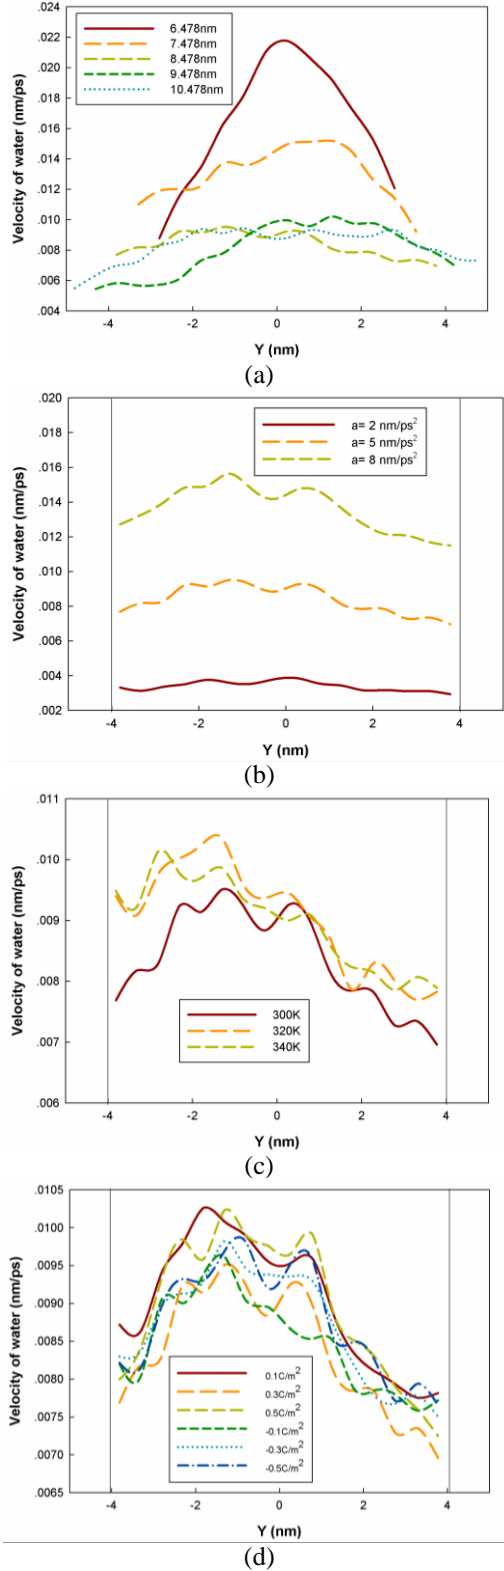 .024
.022
.020
.018
.016
.014
.012
.010
.008
.006
.004
Velocity of water (nm/ps)
6.478nm
7.478nm
8.478nm
9.478nm
10.478nm
-4 -2 0 2 4
Y (nm)
(a)
.020
.018
.016
.014
.012
.010
.008
.006
.004
.002
Velocity of water (nm/ps)
a= 2 nm/ps²
a= 5 nm/ps²
a= 8 nm/ps²
-4 -2 0 2 4
Y (nm)
(b)
.011
.010
.009
.008
.007
.006
Velocity of water (nm/ps)
300K
320K
340K
-4 -2 0 2 4
Y (nm)
(c)
.0105
.0100
.0095
.0090
.0085
.0080
.0075
.0070
.0065
Velocity of water (nm/ps)
0.1C/m²
0.3C/m²
0.5C/m²
-0.1C/m²
-0.3C/m²
-0.5C/m²
-4 -2 0 2 4
Y (nm)
(d)